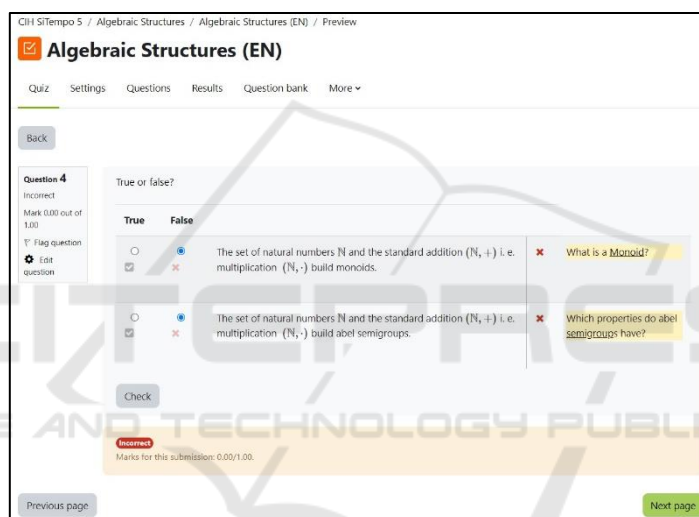 CIH SiTempo 5 / Algebraic Structures / Algebraic Structures (EN) / Preview
Algebraic Structures (EN)
Quiz Settings Questions Results Question bank More
Back
Question 4
Incorrect
Mark 0.00 out of
1.00
Flag question
Edit
question
True or false?
True False
The set of natural numbers ℕ and the standard addition (ℕ, +) i. e.
multiplication (ℕ, ·) build monoids.
What is a Monoid?
The set of natural numbers ℕ and the standard addition (ℕ, +) i. e.
multiplication (ℕ, ·) build abel semigroups.
Which properties do abel
semigroups have?
Check
Incorrect
Marks for this submission: 0.00/1.00.
Previous page
Next page
AND TECHNOLOGY